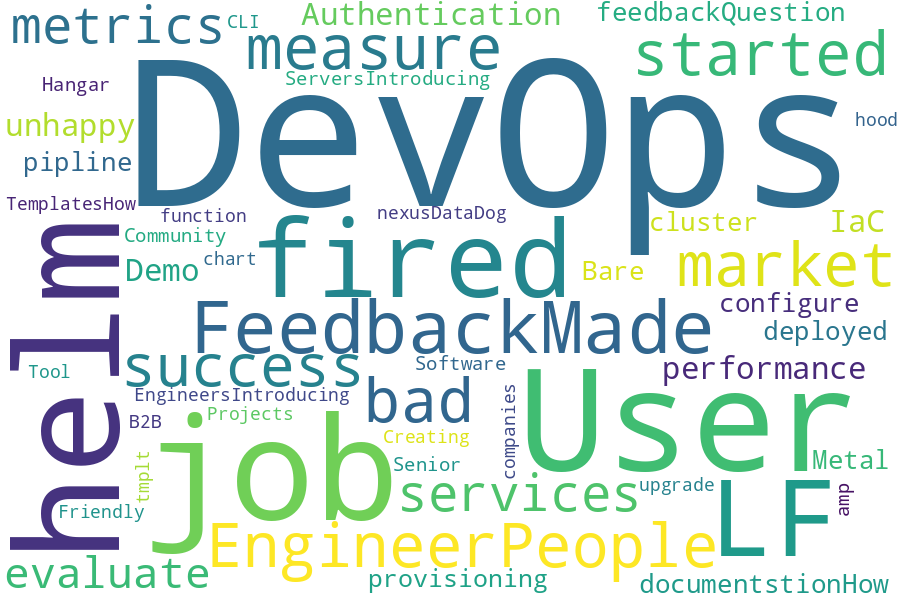 metrics
CLI
Authentication
feedbackQuestion
measure
started
Hangar
ServersIntroducing
DevOps
unhappy
hood
pipline
TemplatesHow
function
nexusDataDog
cluster
IaC
Community
fired
chart
Demo
Bare
market
helm
FeedbackMade
configure
deployed
success
Software
performance
Tool
EngineersIntroducing
bad
User
B2B
Projects
job
Creating
companies
tmplt
Senior
Metal
Friendly
services
upgrade
LF
amp
EngineerPeople
evaluate
provisioning
documentstionHow